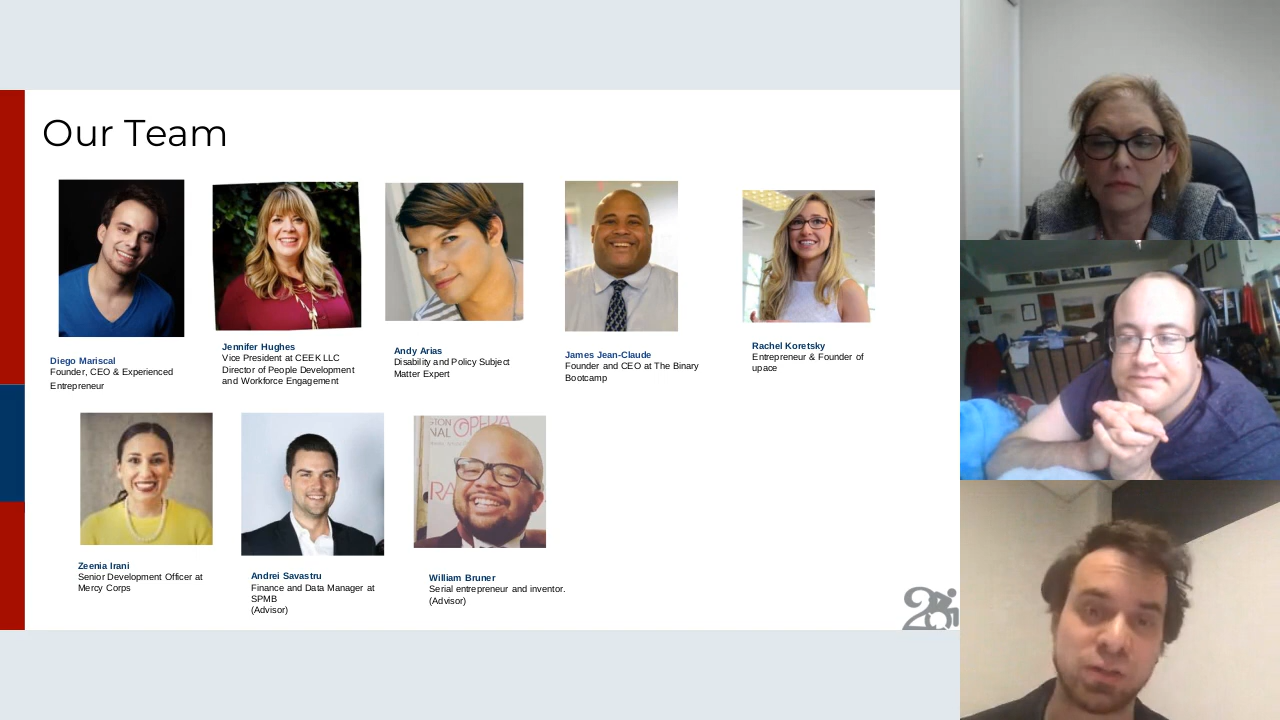 Our Team
Diego Mariscal
Founder, CEO & Experienced
Entrepreneur
Jennifer Hughes
Vice President at CEEK LLC
Director of People Development
and Workforce Engagement
Andy Arias
Disability and Policy Subject
Matter Expert
James Jean-Claude
Founder and CEO at The Binary
Bootcamp
Rachel Koretsky
Entrepreneur & Founder of
upace
Zeenia Irani
Senior Development Officer at
Mercy Corps
Andrei Savastru
Finance and Data Manager at
SPMB
(Advisor)
OPERA
William Bruner
Serial entrepreneur and inventor.
(Advisor)